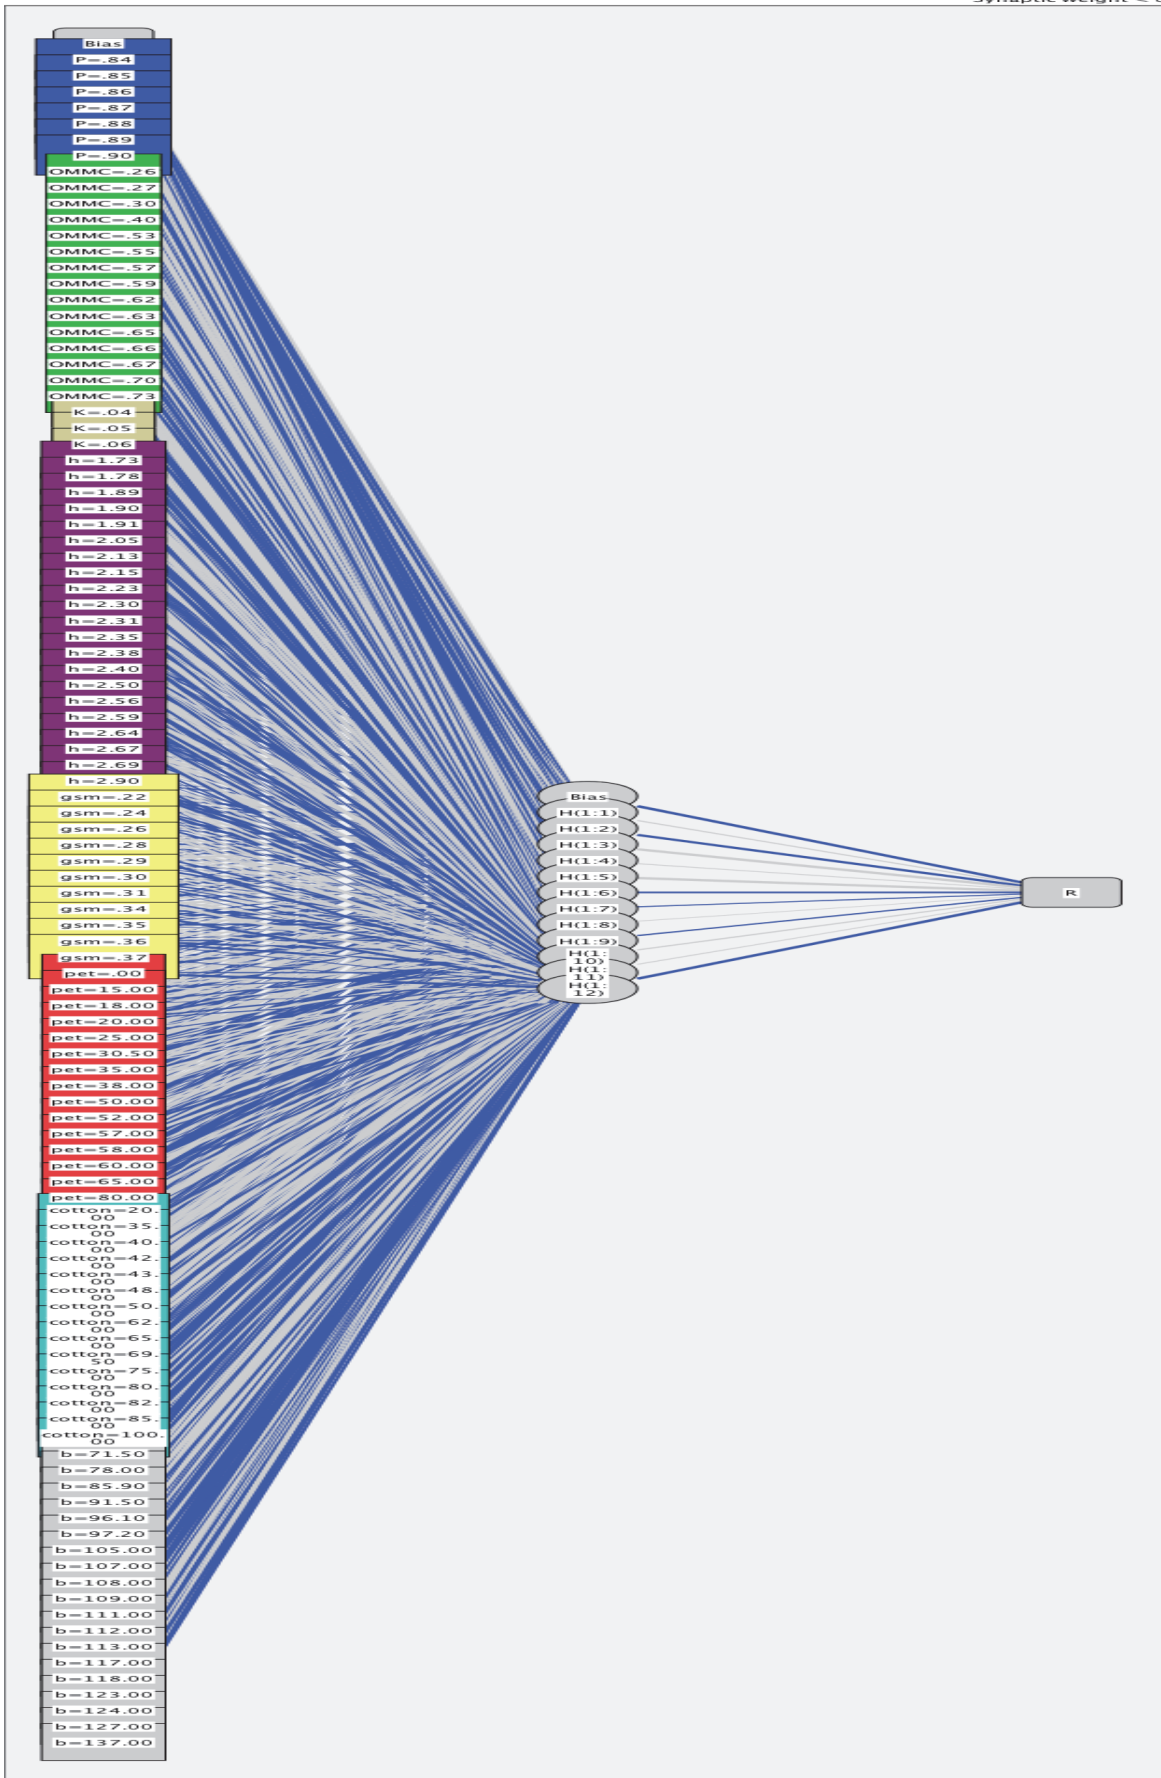 Synaptic Weight <
Bias
P=.84
P=.85
P=.86
P=.87
P=.88
P=.89
P=.90
OMMC=.26
OMMC=.27
OMMC=.30
OMMC=.40
OMMC=.53
OMMC=.55
OMMC=.57
OMMC=.59
OMMC=.62
OMMC=.63
OMMC=.65
OMMC=.66
OMMC=.67
OMMC=.70
OMMC=.73
K=.04
K=.05
K=.06
h=1.73
h=1.78
h=1.89
h=1.90
h=1.91
h=2.05
h=2.13
h=2.15
h=2.23
h=2.30
h=2.31
h=2.35
h=2.38
h=2.40
h=2.50
h=2.56
h=2.59
h=2.64
h=2.67
h=2.69
h=2.90
gsm=.22
gsm=.24
gsm=.26
gsm=.28
gsm=.29
gsm=.30
gsm=.31
gsm=.34
gsm=.35
gsm=.36
gsm=.37
pet=.00
pet=15.00
pet=18.00
pet=20.00
pet=25.00
pet=30.50
pet=35.00
pet=38.00
pet=50.00
pet=52.00
pet=57.00
pet=58.00
pet=60.00
pet=65.00
pet=80.00
cotton=20.
00
cotton=35.
00
cotton=40.
00
cotton=42.
00
cotton=43.
00
cotton=48.
00
cotton=50.
00
cotton=62.
00
cotton=65.
00
cotton=69.
50
cotton=75.
00
cotton=80.
00
cotton=82.
00
cotton=85.
00
cotton=100.
00
b=71.50
b=78.00
b=85.90
b=91.50
b=96.10
b=97.20
b=105.00
b=107.00
b=108.00
b=109.00
b=111.00
b=112.00
b=113.00
b=117.00
b=118.00
b=123.00
b=124.00
b=127.00
b=137.00
Bias
H(1:1)
H(1:2)
H(1:3)
H(1:4)
H(1:5)
H(1:6)
H(1:7)
H(1:8)
H(1:9)
H(1:
10)
H(1:
11)
H(1:
12)
R